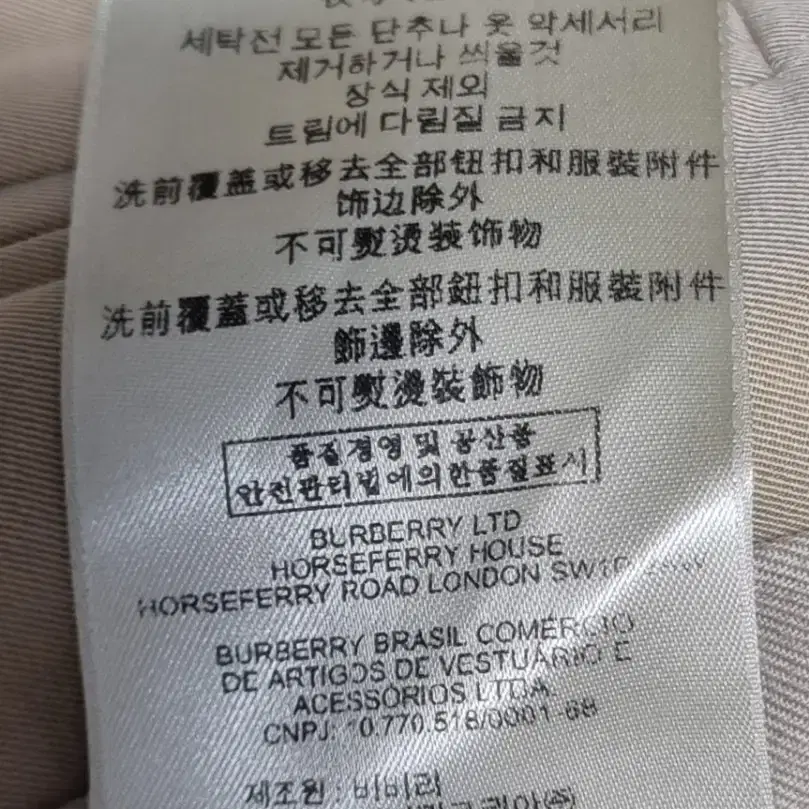 세탁전 모든 단추나 옷 악세서리
제거하거나 씌울것
장식 제외
트림에 다림질 금지
洗前覆盖或移去全部钮扣和服装附件
饰边除外
不可熨烫装饰物
洗前覆蓋或移去全部鈕扣和服裝附件
飾邊除外
不可熨燙裝飾物
품질경영 및 공산품
안전관리법에의한품질표시
BURBERRY LTD
HORSEFERRY HOUSE
HORSEFERRY ROAD LONDON
BURBERRY BRASIL COMÉRCIO
DE ARTIGOS DE VESTUÁRIO E
ACESSÓRIOS LTDA.
CNPJ: 10.770.518/0001-68
제조원 : 버버리